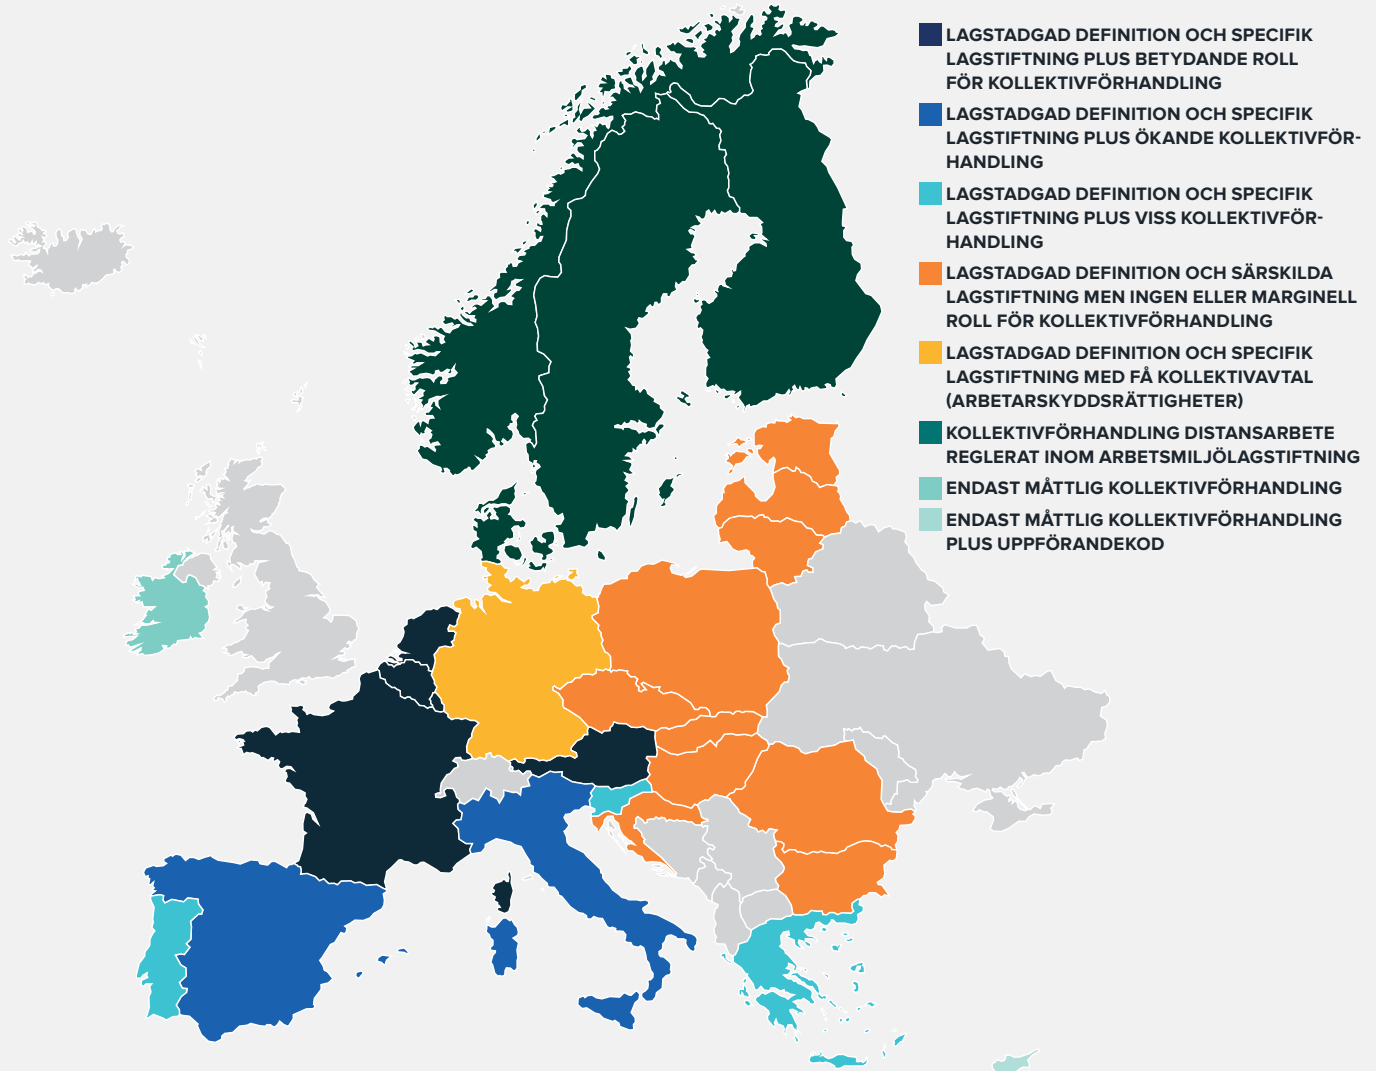 LAGSTADGAD DEFINITION OCH SPECIFIK
LAGSTIFTNING PLUS BETYDANDE ROLL
FÖR KOLLEKTIVFÖRHANDLING
LAGSTADGAD DEFINITION OCH SPECIFIK
LAGSTIFTNING PLUS ÖKANDE KOLLEKTIVFÖR-
HANDLING
LAGSTADGAD DEFINITION OCH SPECIFIK
LAGSTIFTNING PLUS VISS KOLLEKTIVFÖR-
HANDLING
LAGSTADGAD DEFINITION OCH SÄRSKILDA
LAGSTIFTNING MEN INGEN ELLER MARGINELL
ROLL FÖR KOLLEKTIVFÖRHANDLING
LAGSTADGAD DEFINITION OCH SPECIFIK
LAGSTIFTNING MED FÅ KOLLEKTIVAVTAL
(ARBETARSKYDDSRÄTTIGHETER)
KOLLEKTIVFÖRHANDLING DISTANSARBETE
REGLERAT INOM ARBETSMILJÖLAGSTIFTNING
ENDAST MÅTTLIG KOLLEKTIVFÖRHANDLING
ENDAST MÅTTLIG KOLLEKTIVFÖRHANDLING
PLUS UPPFÖRANDEKOD